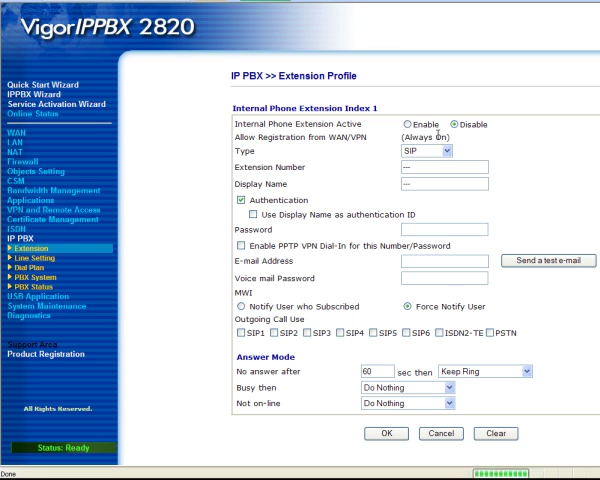 VigorIPPBX 2820
Quick Start Wizard
IPPBX Wizard
Service Activation Wizard
Online Status
WAN
LAN
NAT
Firewall
Objects Setting
CSM
Bandwidth Management
Applications
VPN and Remote Access
Certificate Management
ISDN
IP PBX
Extension
Line Setting
Dial Plan
PBX System
PBX Status
USB Application
System Maintenance
Diagnostics
Support Area
Product Registration
All Rights Reserved.
Status: Ready
IP PBX >> Extension Profile
Internal Phone Extension Index 1
Internal Phone Extension Active Enable Disable
Allow Registration from WAN/VPN (Always On)
Type SIP
Extension Number ---
Display Name ---
Authentication
Use Display Name as authentication ID
Password
Enable PPTP VPN Dial-In for this Number/Password
E-mail Address Send a test e-mail
Voice mail Password
MWI
Notify User who Subscribed Force Notify User
Outgoing Call Use
SIP1 SIP2 SIP3 SIP4 SIP5 SIP6 ISDN2-TE PSTN
Answer Mode
No answer after 60 sec then Keep Ring
Busy then Do Nothing
Not on-line Do Nothing
OK Cancel Clear
Done